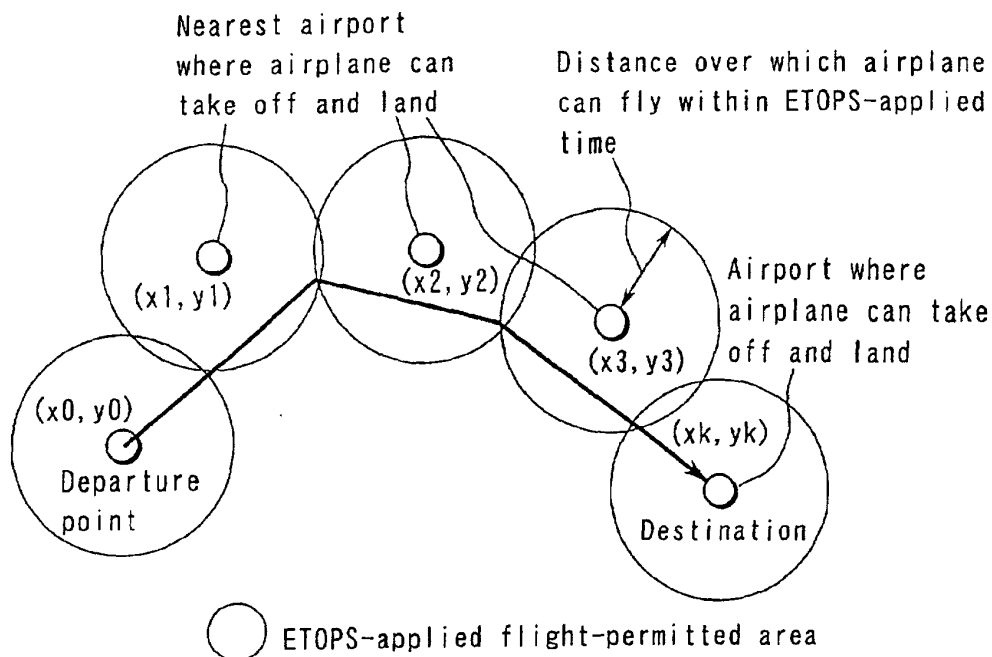 Nearest airport
where airplane can
take off and land
Distance over which airplane
can fly within ETOPS-applied
time
(x1, y1)
(x2, y2)
Airport where
airplane can take
off and land
(x3, y3)
(x0, y0)
(xk, yk)
Departure
point
Destination
ETOPS-applied flight-permitted area